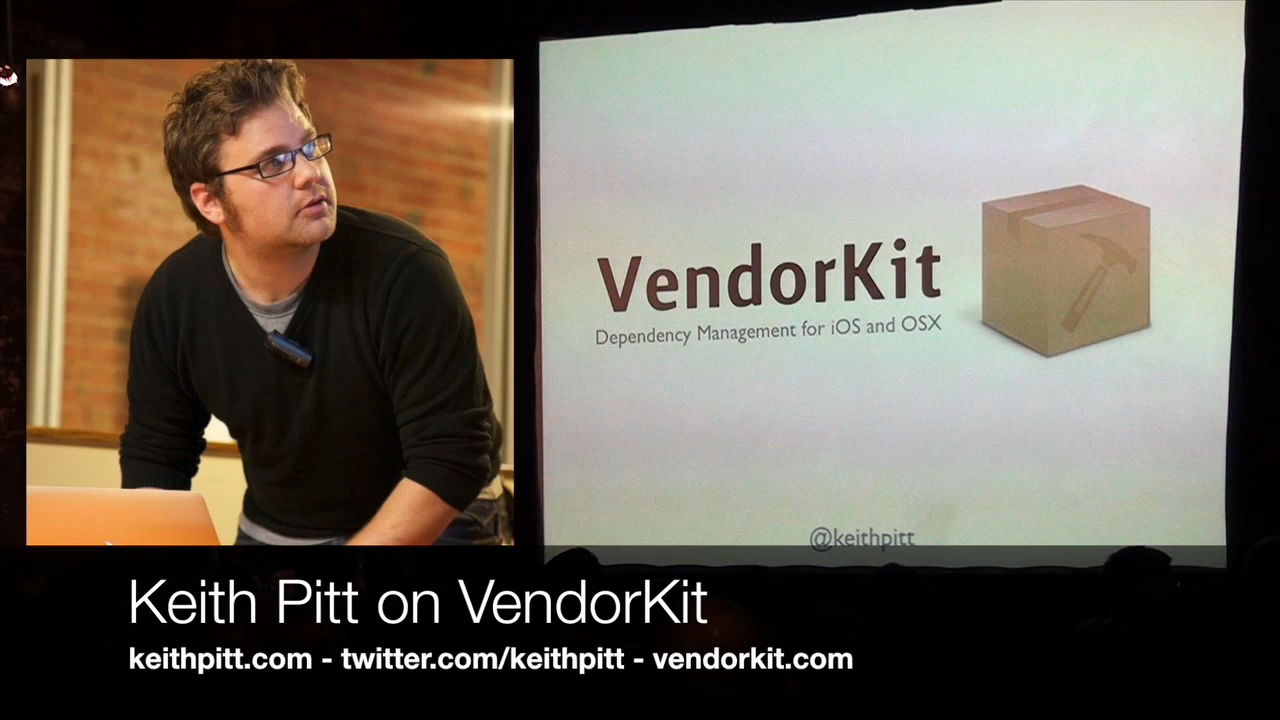 VendorKit
Dependency Management for iOS and OSX
@keithpitt
Keith Pitt on VendorKit
keithpitt.com - twitter.com/keithpitt - vendorkit.com